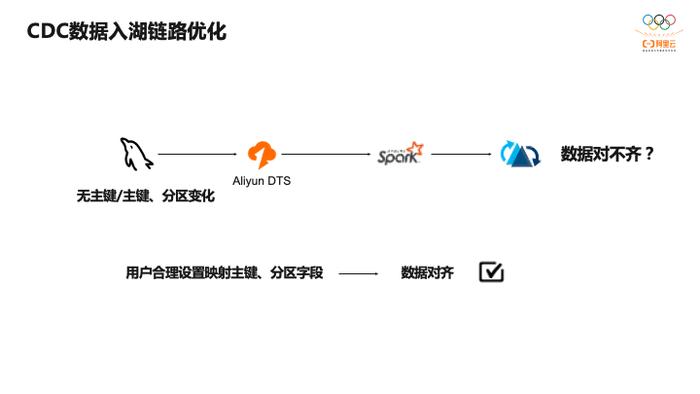 CDC数据入湖链路优化
阿里云
Spark
数据对不齐？
Aliyun DTS
无主键/主键、分区变化
用户合理设置映射主键、分区字段
数据对齐